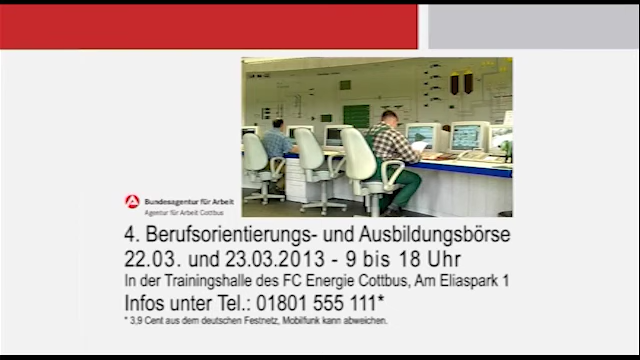 Bundesagentur für Arbeit
Agentur für Arbeit Cottbus
4. Berufsorientierungs- und Ausbildungsbörse
22.03. und 23.03.2013 - 9 bis 18 Uhr
In der Trainingshalle des FC Energie Cottbus, Am Eliaspark 1
Infos unter Tel.: 01801 555 111*
* 3,9 Cent aus dem deutschen Festnetz, Mobilfunk kann abweichen.